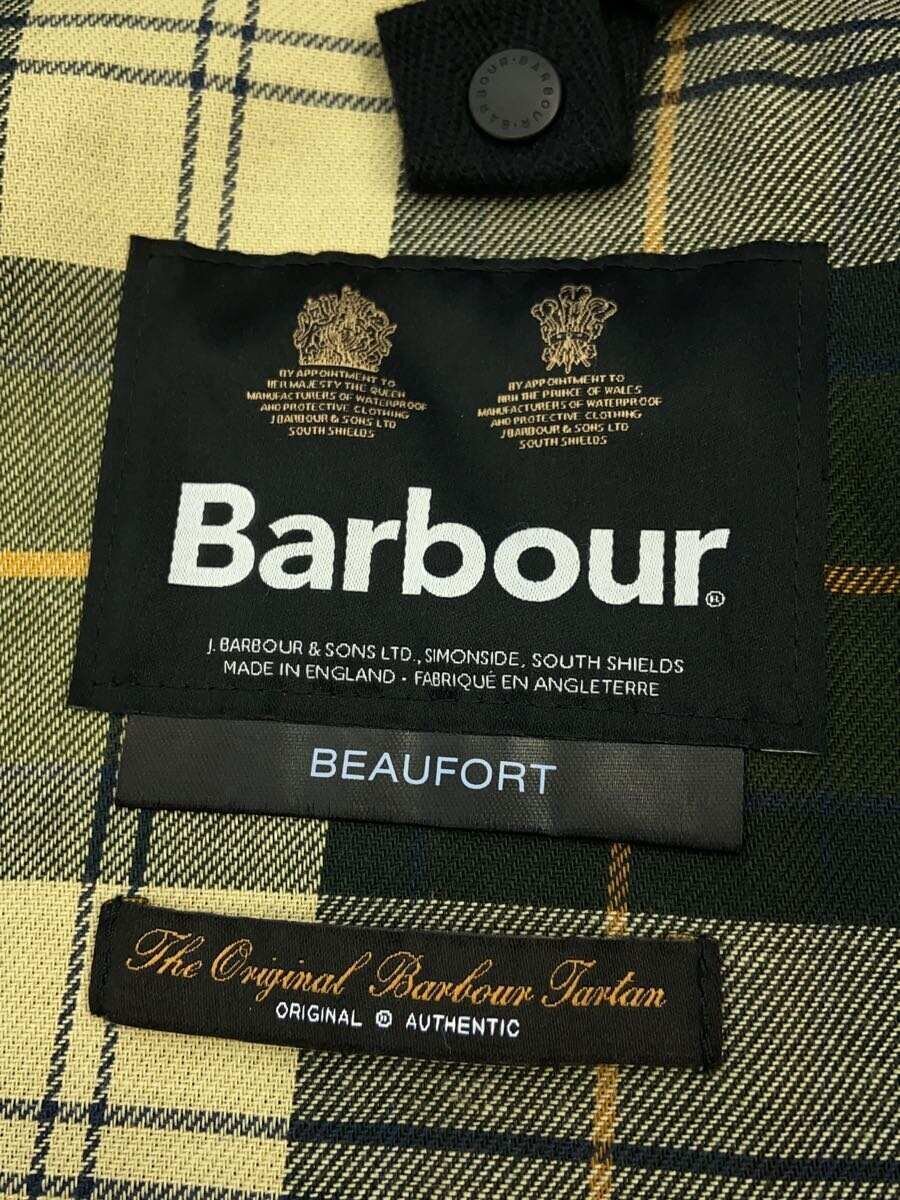 BARBOUR · BARBOUR · BARBOUR ·
BY APPOINTMENT TO
HER MAJESTY THE QUEEN
MANUFACTURERS OF WATERPROOF
AND PROTECTIVE CLOTHING
J BARBOUR & SONS LTD
SOUTH SHIELDS
BY APPOINTMENT TO
HRH THE PRINCE OF WALES
MANUFACTURERS OF WATERPROOF
AND PROTECTIVE CLOTHING
J BARBOUR & SONS LTD
SOUTH SHIELDS
Barbour®
J. BARBOUR & SONS LTD., SIMONSIDE, SOUTH SHIELDS
MADE IN ENGLAND · FABRIQUÉ EN ANGLETERRE
BEAUFORT
The Original Barbour Tartan
ORIGINAL ® AUTHENTIC